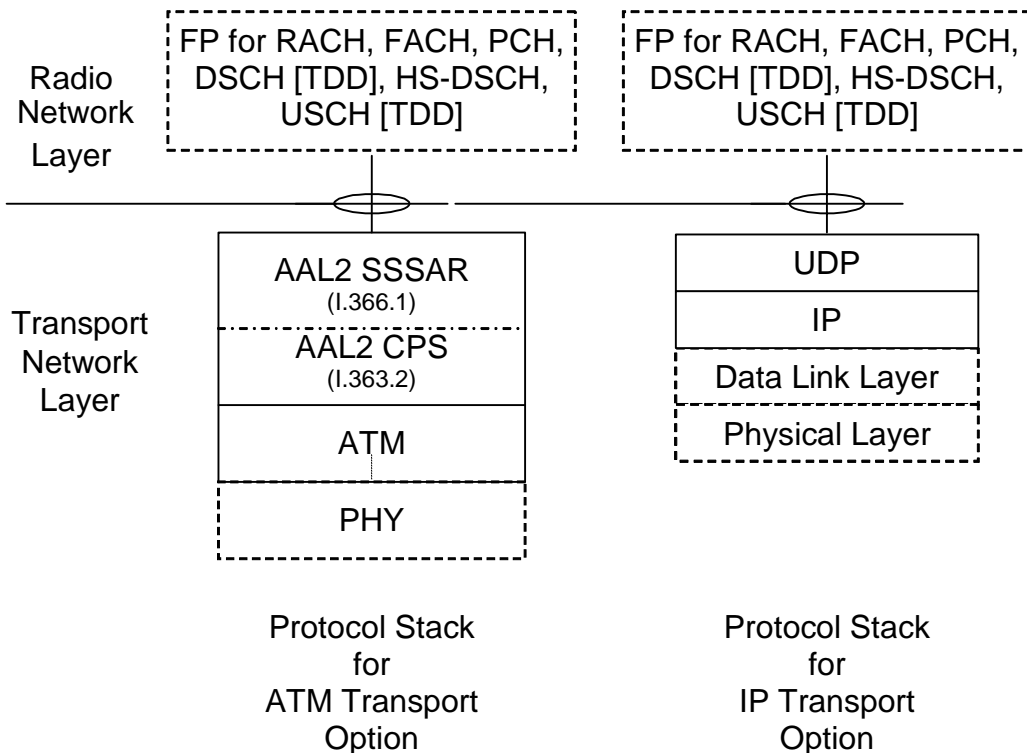 Radio
Network
Layer
FP for RACH, FACH, PCH,
DSCH [TDD], HS-DSCH,
USCH [TDD]
FP for RACH, FACH, PCH,
DSCH [TDD], HS-DSCH,
USCH [TDD]
Transport
Network
Layer
AAL2 SSSAR
(I.366.1)
AAL2 CPS
(I.363.2)
ATM
PHY
UDP
IP
Data Link Layer
Physical Layer
Protocol Stack
for
ATM Transport
Option
Protocol Stack
for
IP Transport
Option